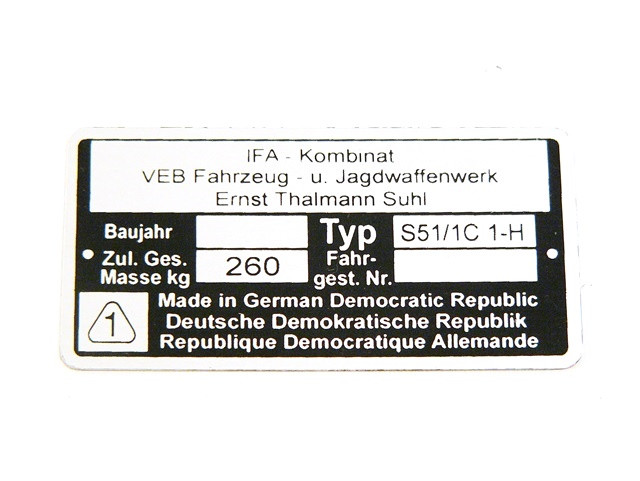 IFA - Kombinat
VEB Fahrzeug - u. Jagdwaffenwerk
Ernst Thalmann Suhl
Baujahr
Typ S51/1C 1-H
Zul. Ges.
Masse kg 260
Fahr-
gest. Nr.
1
Made in German Democratic Republic
Deutsche Demokratische Republik
Republique Democratique Allemande